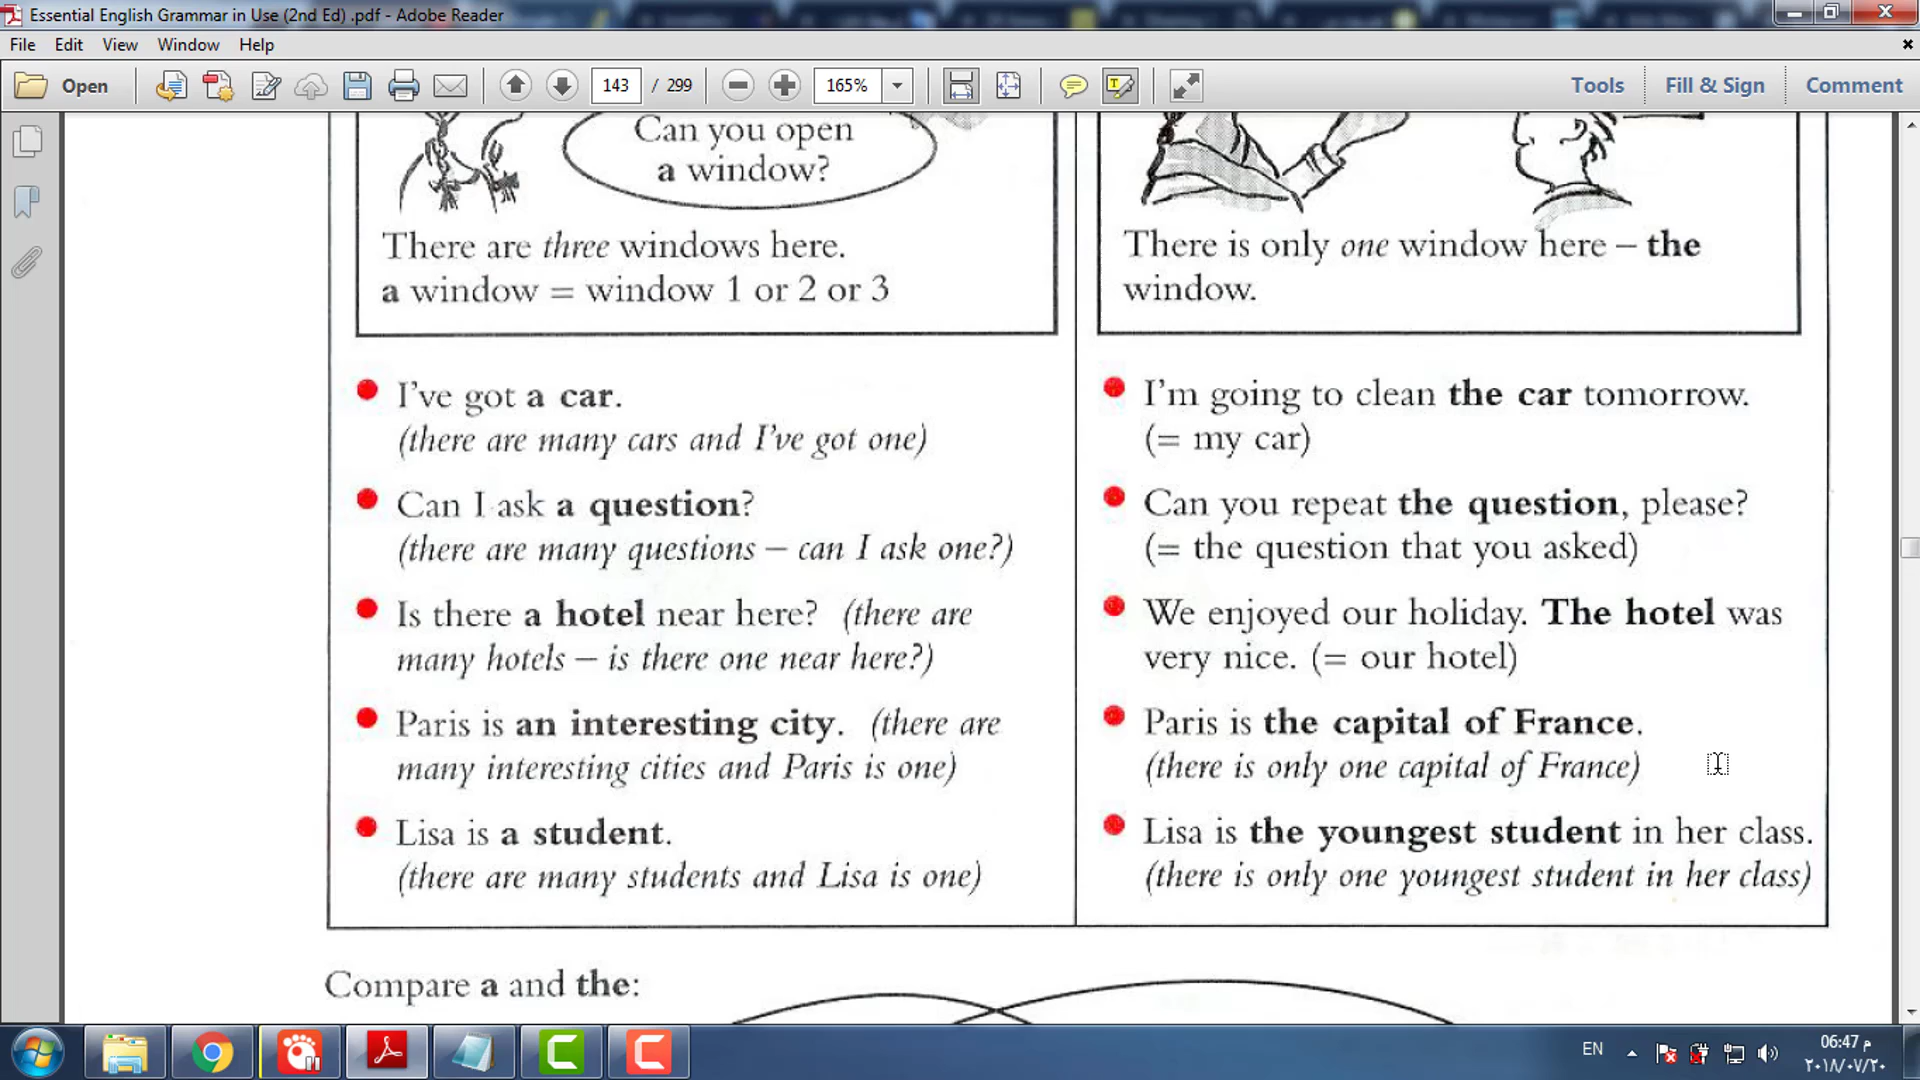 Essential English Grammar in Use (2nd Ed) .pdf - Adobe Reader
File Edit View Window Help
Open 143 / 299 165% Tools Fill & Sign Comment
Can you open
a window?
There are three windows here.
a window = window 1 or 2 or 3
I've got a car.
(there are many cars and I've got one)
Can I ask a question?
(there are many questions – can I ask one?)
Is there a hotel near here? (there are
many hotels – is there one near here?)
Paris is an interesting city. (there are
many interesting cities and Paris is one)
Lisa is a student.
(there are many students and Lisa is one)
There is only one window here – the
window.
I'm going to clean the car tomorrow.
(= my car)
Can you repeat the question, please?
(= the question that you asked)
We enjoyed our holiday. The hotel was
very nice. (= our hotel)
Paris is the capital of France.
(there is only one capital of France)
Lisa is the youngest student in her class.
(there is only one youngest student in her class)
Compare a and the:
EN
06:47 م
٢٠١٨/٠٧/٢٠